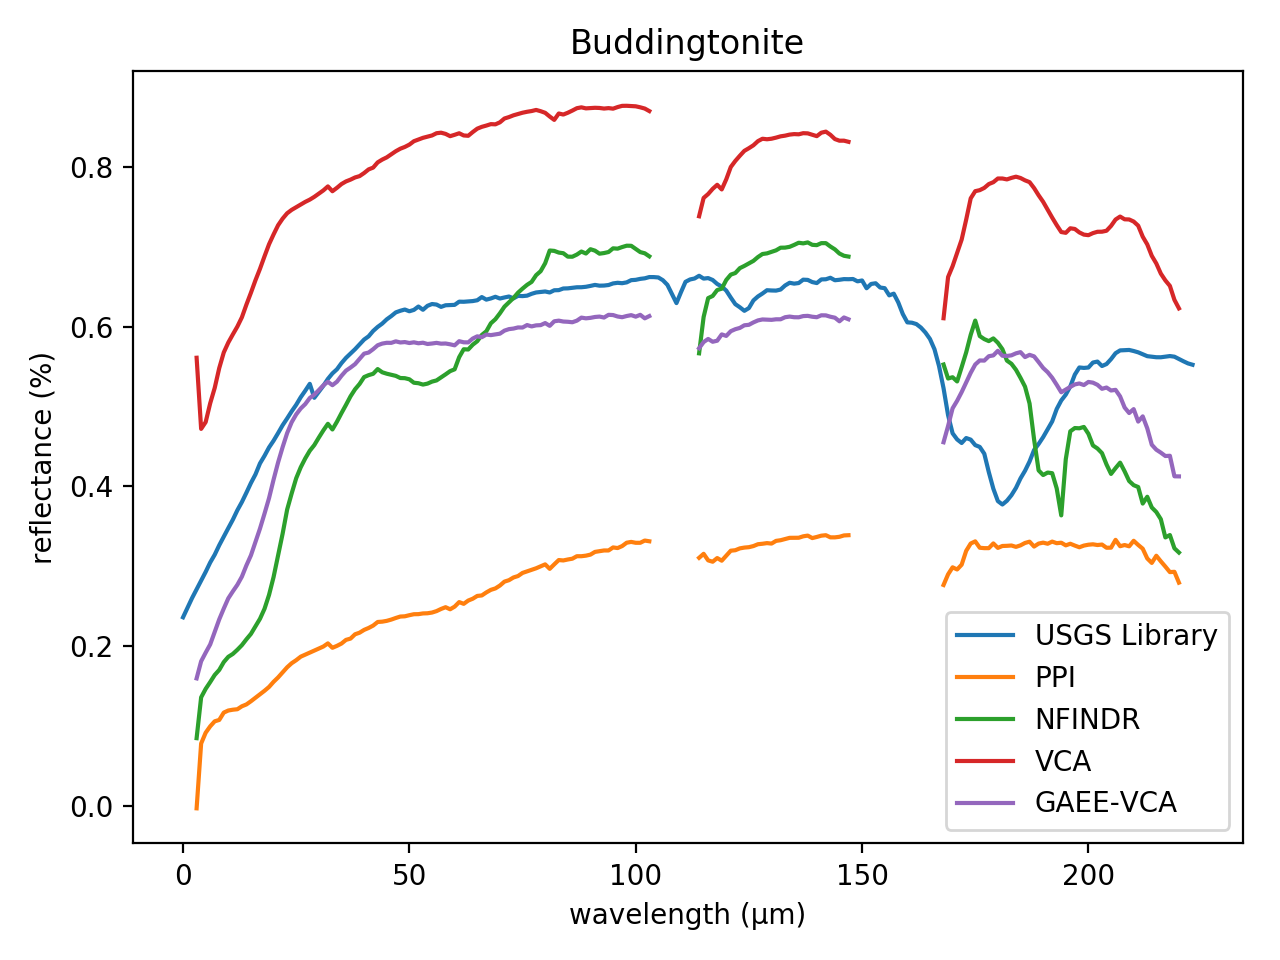 Buddingtonite
0.8
0.6
0.4
0.2
0.0
reflectance (%)
0 50 100 150 200
wavelength (μm)
USGS Library
PPI
NFINDR
VCA
GAEE-VCA